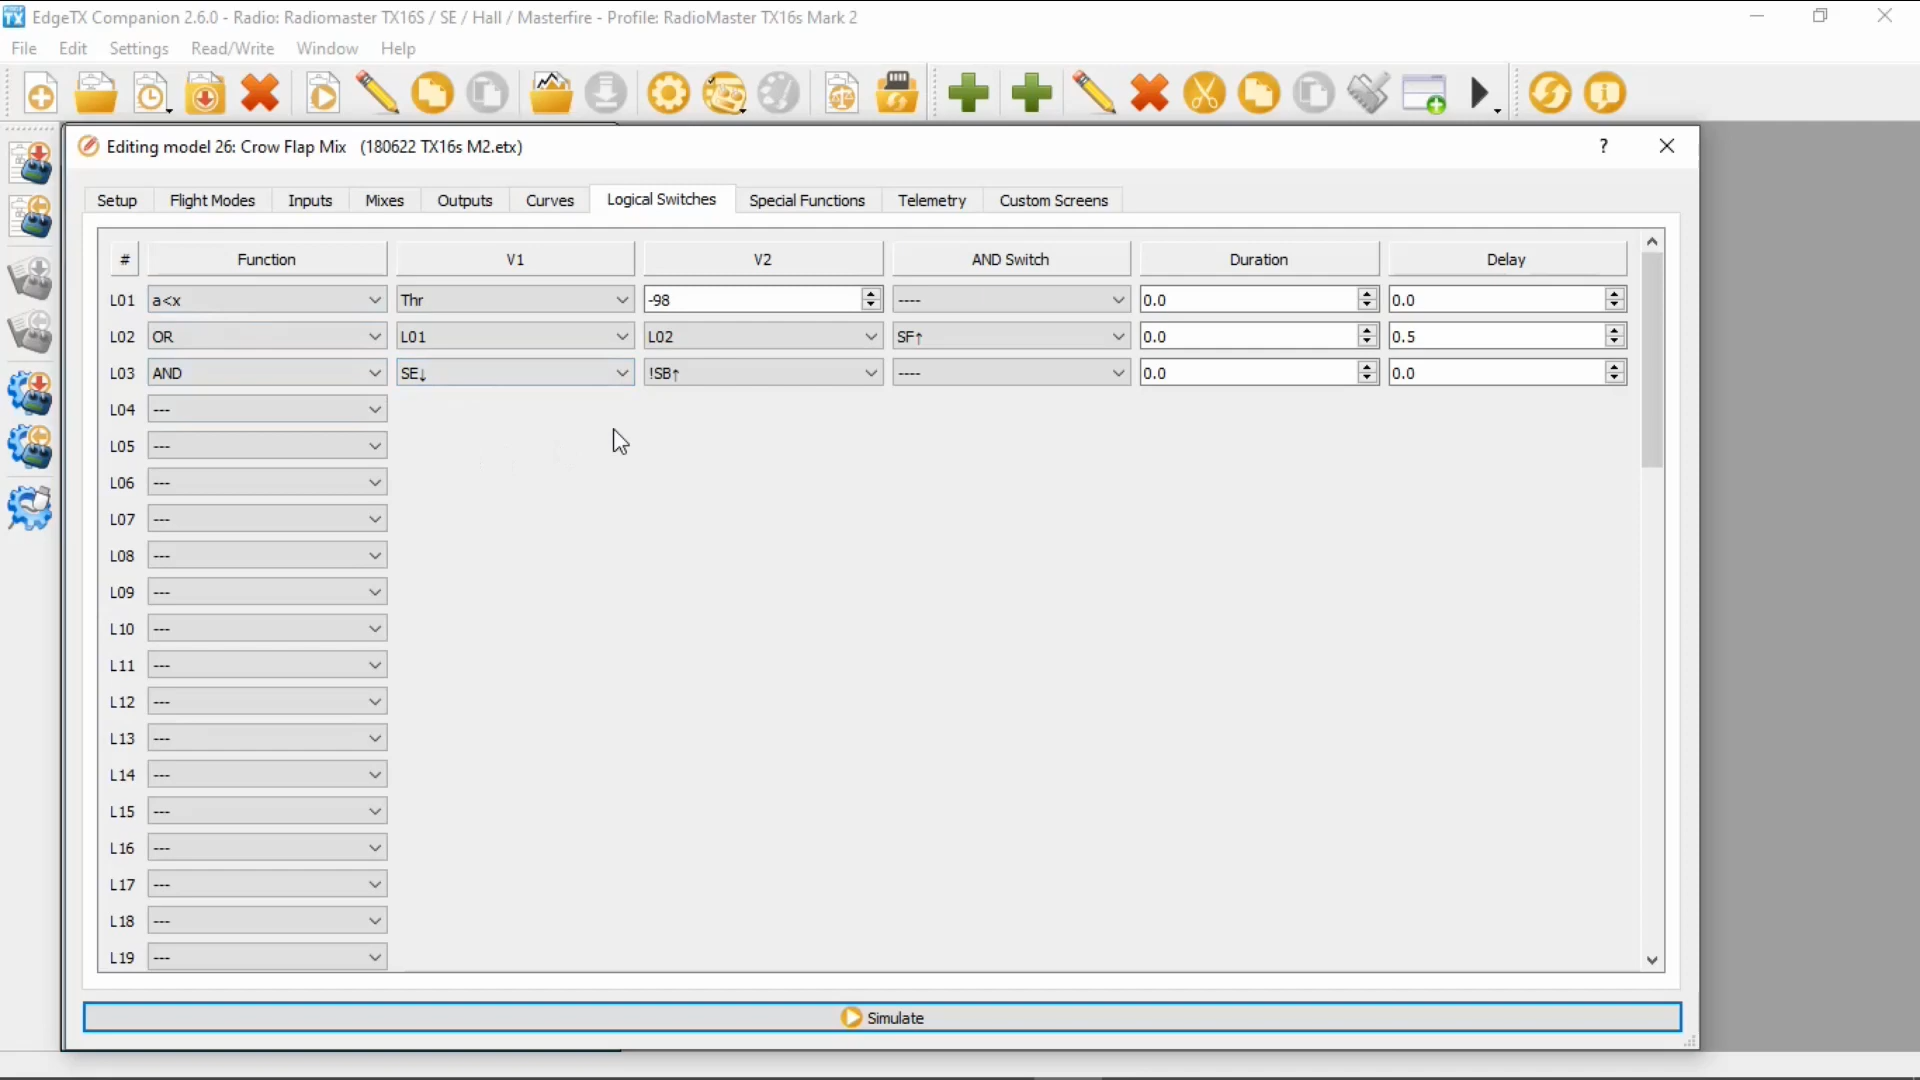 EdgeTX Companion 2.6.0 - Radio: Radiomaster TX16S / SE / Hall / Masterfire - Profile: RadioMaster TX16s Mark 2
File Edit Settings Read/Write Window Help
Editing model 26: Crow Flap Mix (180622 TX16s M2.etx) ?
Setup Flight Modes Inputs Mixes Outputs Curves Logical Switches Special Functions Telemetry Custom Screens
# Function V1 V2 AND Switch Duration Delay
L01 a<x Thr -98 ---- 0.0 0.0
L02 OR L01 L02 SF↑ 0.0 0.5
L03 AND SE↓ !SB↑ ---- 0.0 0.0
L04 ---
L05 ---
L06 ---
L07 ---
L08 ---
L09 ---
L10 ---
L11 ---
L12 ---
L13 ---
L14 ---
L15 ---
L16 ---
L17 ---
L18 ---
L19 ---
Simulate